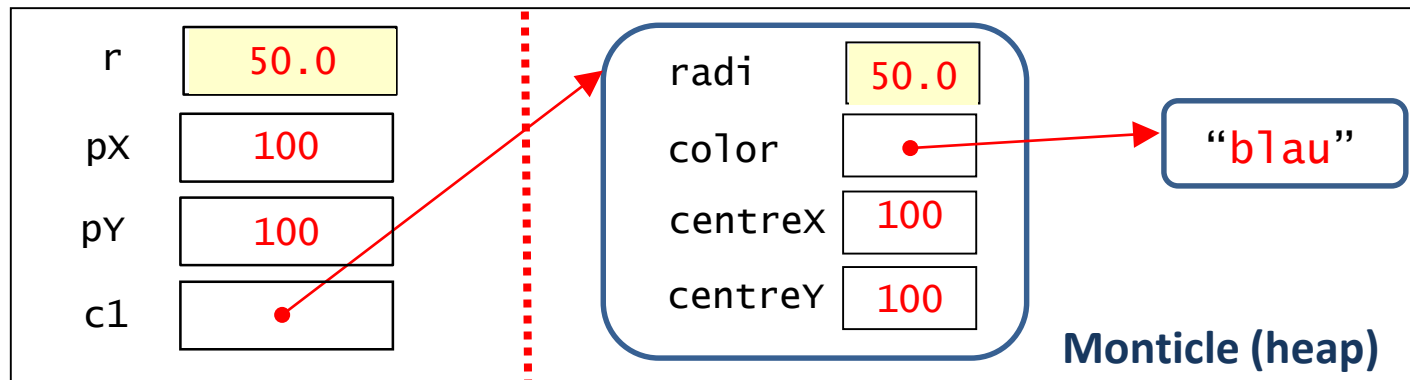 r 50.0
pX 100
pY 100
c1
radi 50.0
color
centreX 100
centreY 100
“blau”
Monticle (heap)